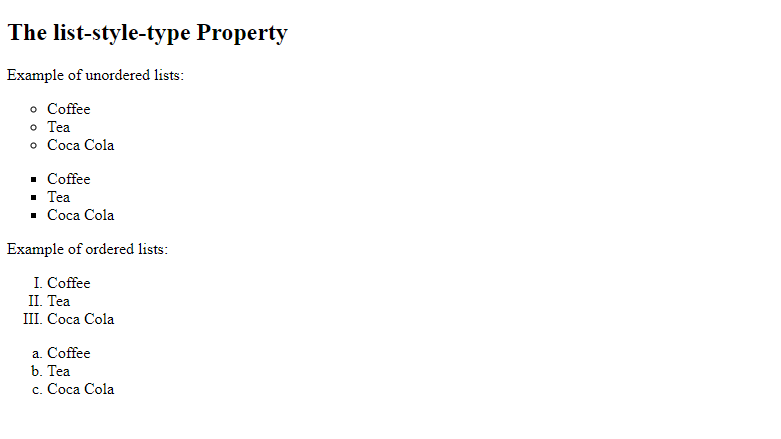 The list-style-type Property
Example of unordered lists:
Coffee
Tea
Coca Cola
Coffee
Tea
Coca Cola
Example of ordered lists:
I. Coffee
II. Tea
III. Coca Cola
a. Coffee
b. Tea
c. Coca Cola